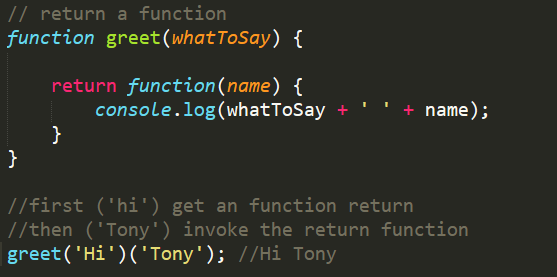 // return a function
function greet(whatToSay) {
    return function(name) {
        console.log(whatToSay + ' ' + name);
    }
}
//first ('hi') get an function return
//then ('Tony') invoke the return function
greet('Hi')('Tony'); //Hi Tony